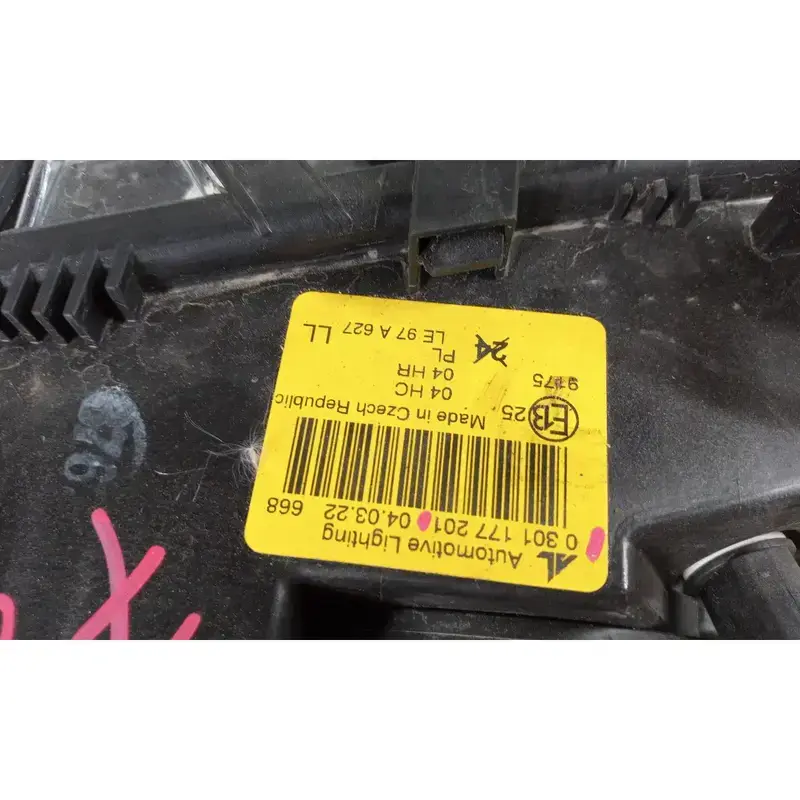 AL Automotive Lighting
0 301 177 201 04.03.22 668
E13 25 Made in Czech Republic
04 HC
9175 04 HR
24 PL
LE 97 A 627 LL